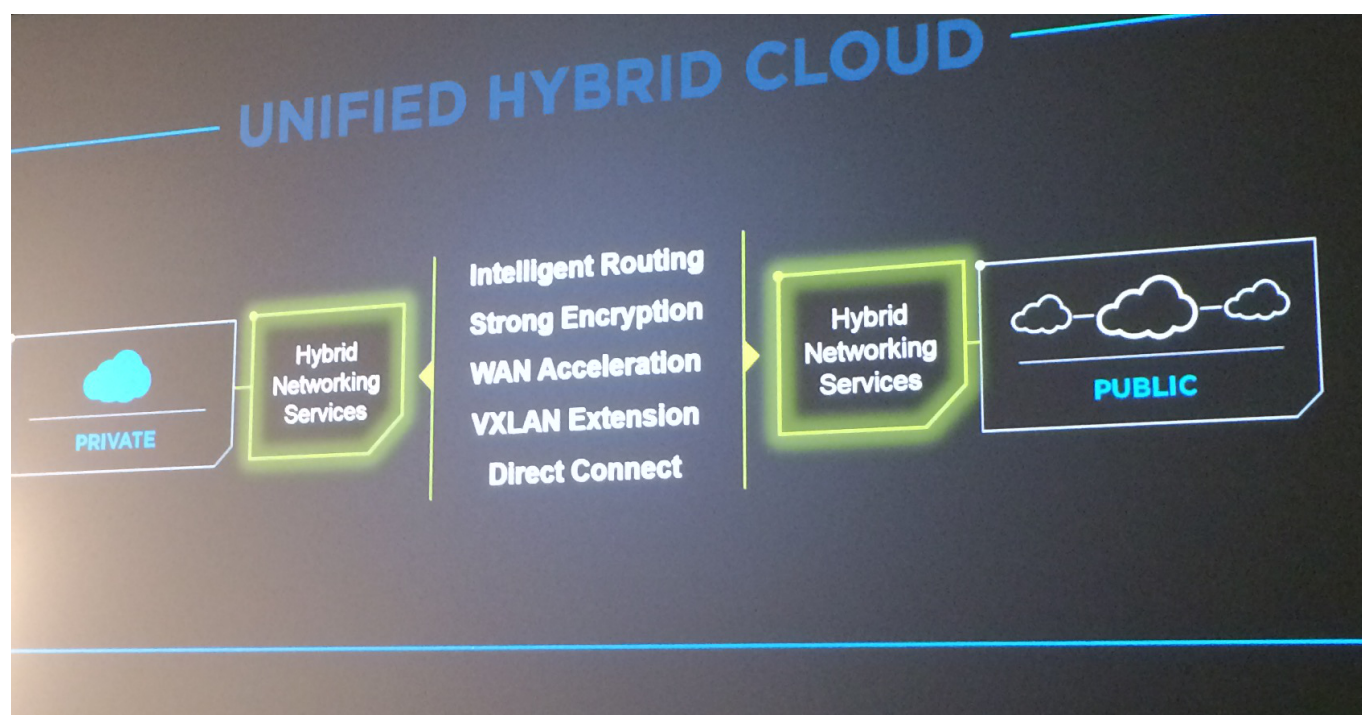 UNIFIED HYBRID CLOUD
PRIVATE
Hybrid
Networking
Services
Intelligent Routing
Strong Encryption
WAN Acceleration
VXLAN Extension
Direct Connect
Hybrid
Networking
Services
PUBLIC